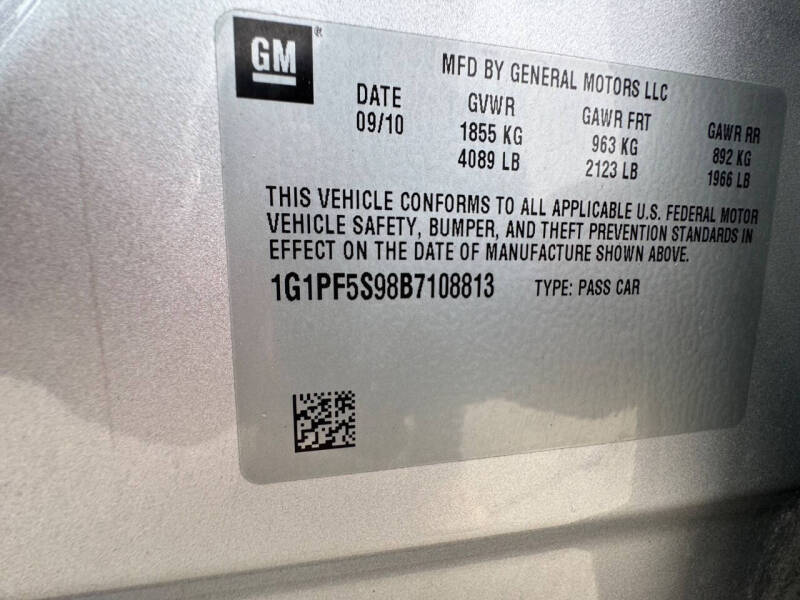 GM®
MFD BY GENERAL MOTORS LLC
DATE GVWR GAWR FRT GAWR RR
09/10 1855 KG 963 KG 892 KG
4089 LB 2123 LB 1966 LB
THIS VEHICLE CONFORMS TO ALL APPLICABLE U.S. FEDERAL MOTOR
VEHICLE SAFETY, BUMPER, AND THEFT PREVENTION STANDARDS IN
EFFECT ON THE DATE OF MANUFACTURE SHOWN ABOVE.
1G1PF5S98B7108813 TYPE: PASS CAR